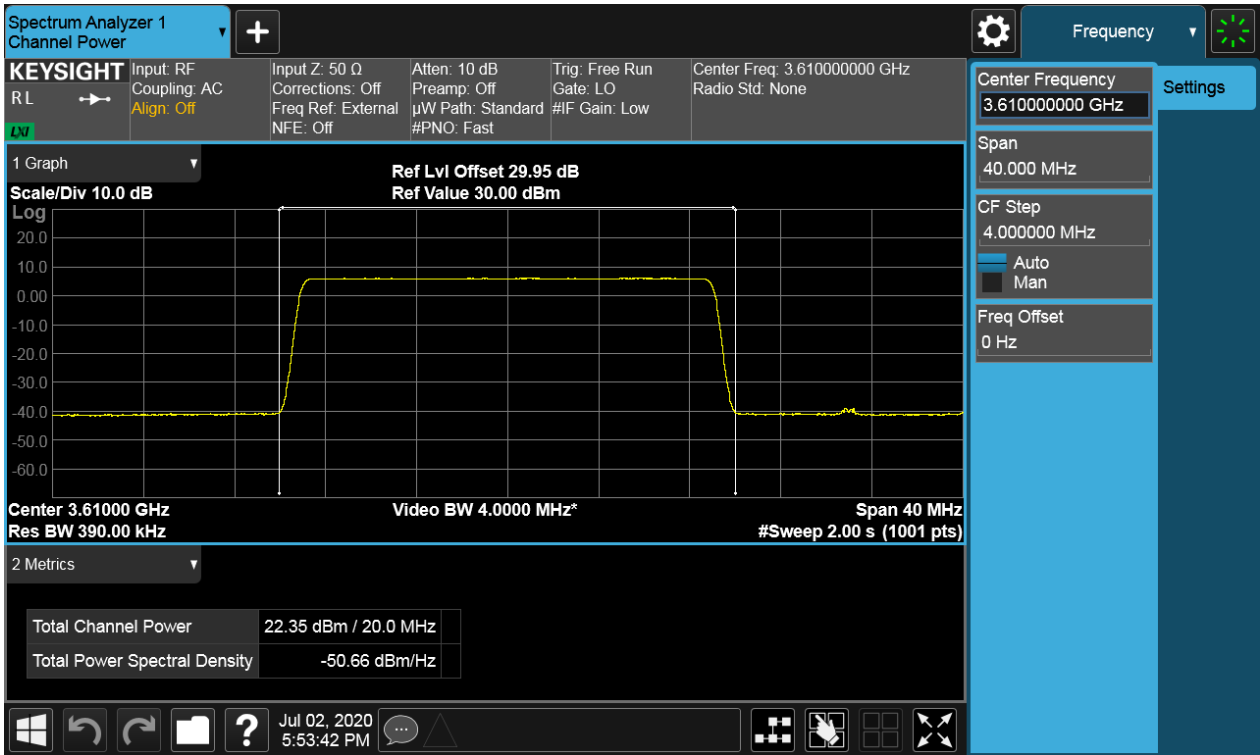 Spectrum Analyzer 1
Channel Power
Frequency
KEYSIGHT
RL
LXI
Input: RF
Coupling: AC
Align: Off
Input Z: 50 Ω
Corrections: Off
Freq Ref: External
NFE: Off
Atten: 10 dB
Preamp: Off
µW Path: Standard
#PNO: Fast
Trig: Free Run
Gate: LO
#IF Gain: Low
Center Freq: 3.610000000 GHz
Radio Std: None
1 Graph
Scale/Div 10.0 dB
Ref Lvl Offset 29.95 dB
Ref Value 30.00 dBm
Log
20.0
10.0
0.00
-10.0
-20.0
-30.0
-40.0
-50.0
-60.0
Center 3.61000 GHz
Video BW 4.0000 MHz*
Span 40 MHz
Res BW 390.00 kHz
#Sweep 2.00 s (1001 pts)
2 Metrics
Total Channel Power 22.35 dBm / 20.0 MHz
Total Power Spectral Density -50.66 dBm/Hz
Center Frequency
3.610000000 GHz
Span
40.000 MHz
CF Step
4.000000 MHz
Auto
Man
Freq Offset
0 Hz
Settings
?
Jul 02, 2020
5:53:42 PM